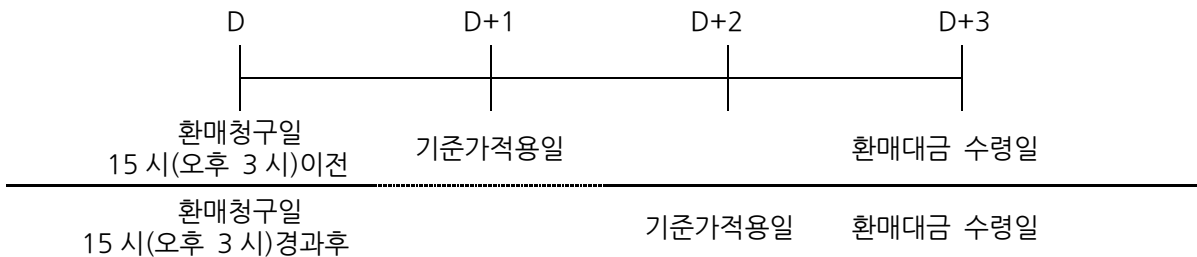 D D+1 D+2 D+3
환매청구일
15 시(오후 3 시)이전
기준가적용일
환매대금 수령일
환매청구일
15 시(오후 3 시)경과후
기준가적용일
환매대금 수령일